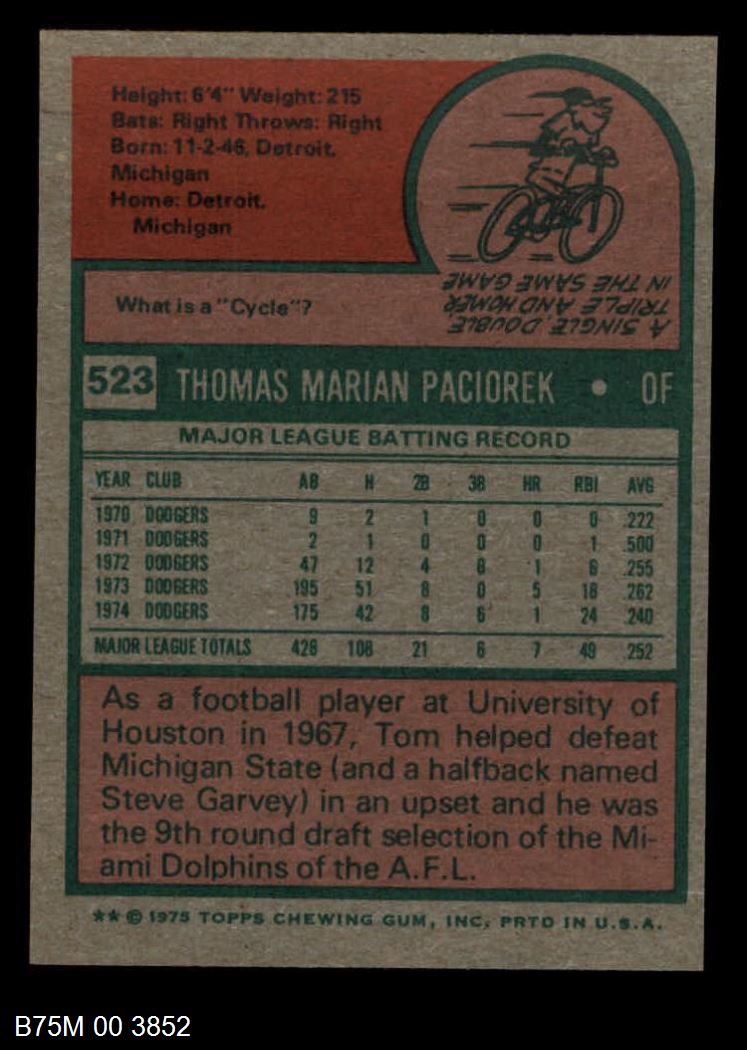 Height: 6'4" Weight: 215
Bats: Right Throws: Right
Born: 11-2-46, Detroit,
Michigan
Home: Detroit,
Michigan
What is a "Cycle"?
A SINGLE, DOUBLE,
TRIPLE AND HOMER
IN THE SAME GAME
523 THOMAS MARIAN PACIOREK • OF
MAJOR LEAGUE BATTING RECORD
YEAR CLUB AB H 2B 3B HR RBI AVG
1970 DODGERS 9 2 1 0 0 0 .222
1971 DODGERS 2 1 0 0 0 1 .500
1972 DODGERS 47 12 4 0 1 6 .255
1973 DODGERS 195 51 8 0 5 18 .262
1974 DODGERS 175 42 8 6 1 24 .240
MAJOR LEAGUE TOTALS 428 108 21 6 7 49 .252
As a football player at University of
Houston in 1967, Tom helped defeat
Michigan State (and a halfback named
Steve Garvey) in an upset and he was
the 9th round draft selection of the Mi-
ami Dolphins of the A.F.L.
** © 1975 TOPPS CHEWING GUM, INC. PRTD IN U.S.A.
B75M 00 3852